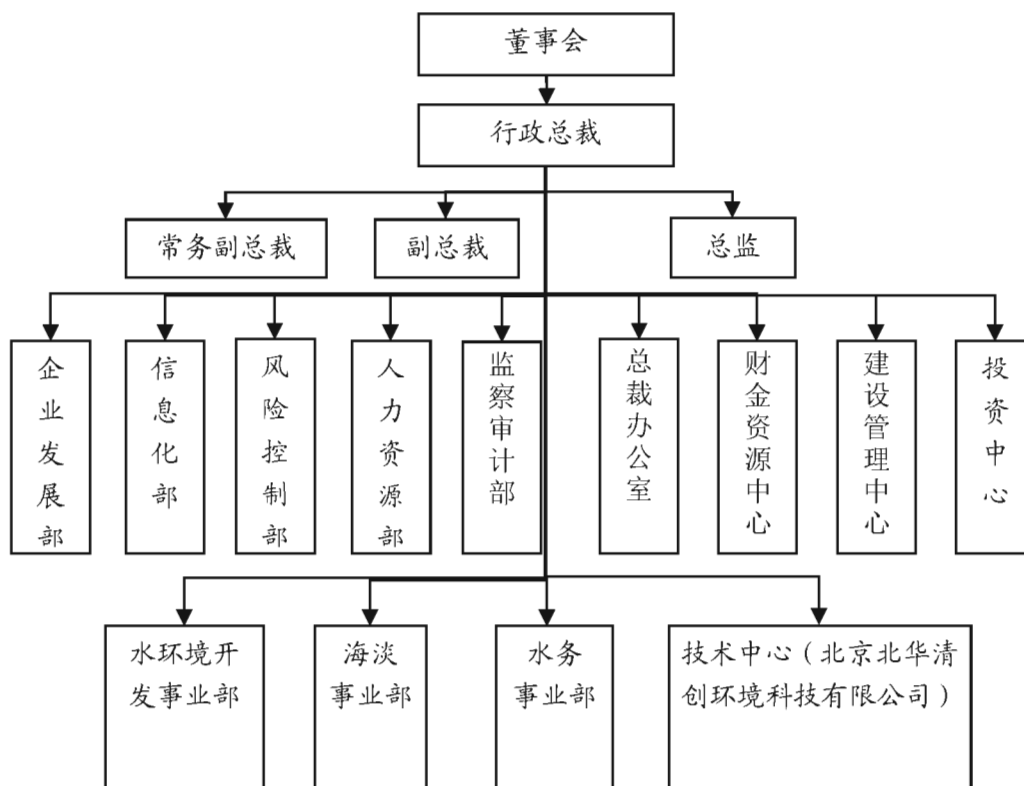 董事会
行政总裁
常务副总裁
副总裁
总监
企业发展部
信息化部
风险控制部
人力资源部
监察审计部
总裁办公室
财金资源中心
建设管理中心
投资中心
水环境开
发事业部
海淡
事业部
水务
事业部
技术中心（北京北华清
创环境科技有限公司）